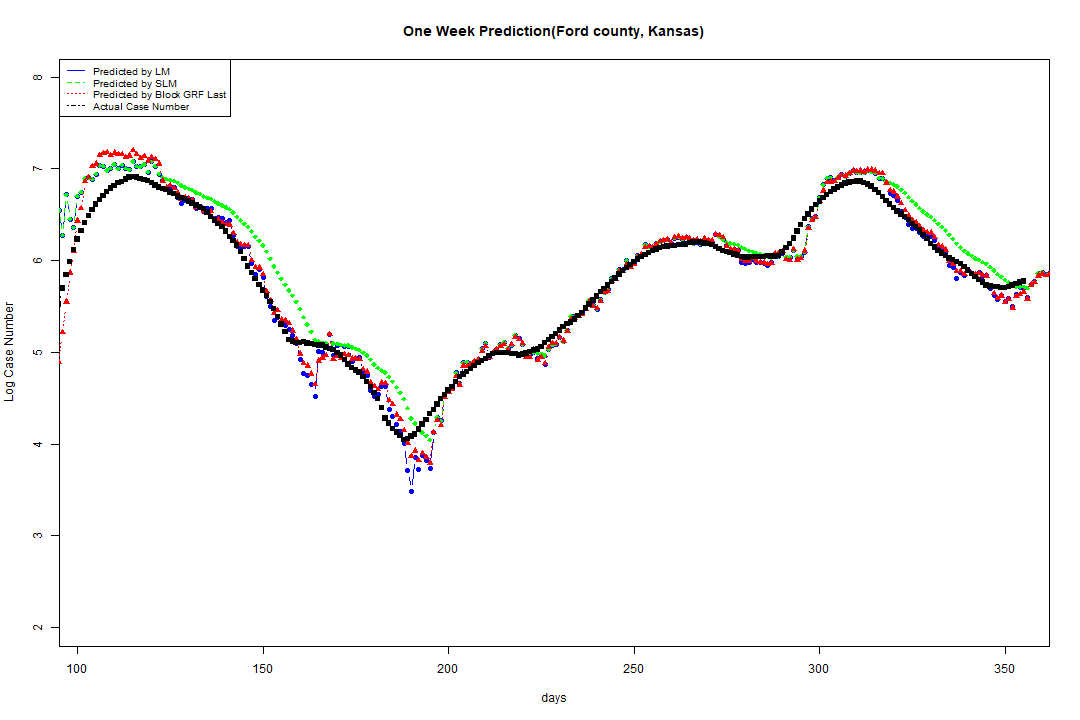 One Week Prediction(Ford county, Kansas)
Predicted by LM
Predicted by SLM
Predicted by Block GRF Last
Actual Case Number
8
7
6
5
4
3
2
Log Case Number
100 150 200 250 300 350
days